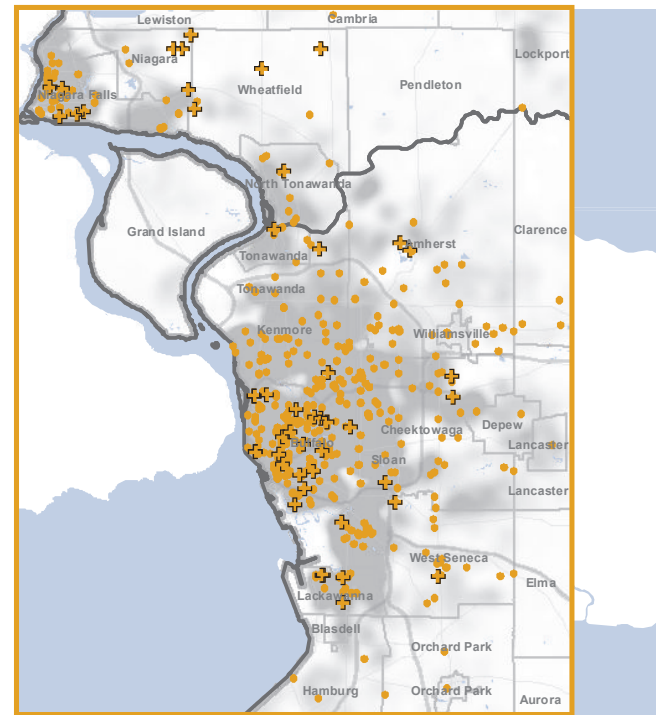 Lewiston
Cambria
Niagara
Lockport
Wheatfield
Pendleton
Niagara Falls
North Tonawanda
Grand Island
Clarence
Amherst
Tonawanda
Tonawanda
Kenmore
Williamsville
Depew
Cheektowaga
Buffalo
Lancaster
Sloan
Lancaster
West Seneca
Elma
Lackawanna
Blasdell
Orchard Park
Hamburg
Orchard Park
Aurora